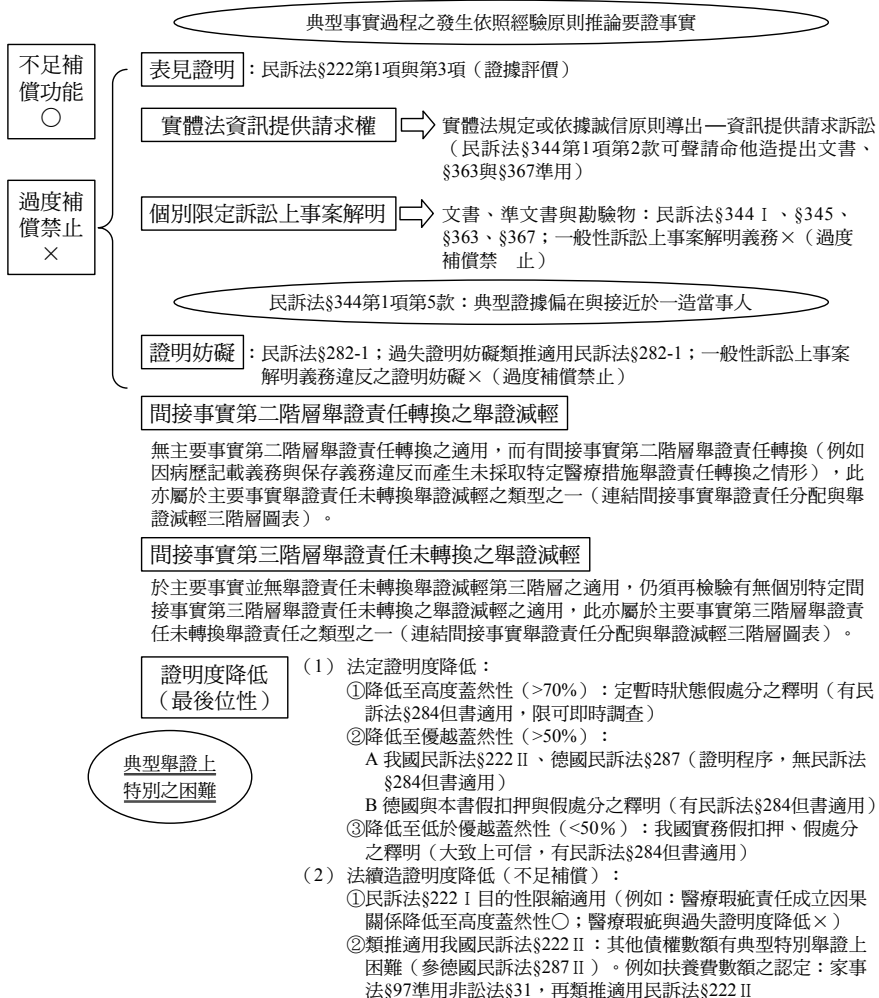 典型事實過程之發生依照經驗原則推論要證事實
不足補
償功能
○
過度補
償禁止
×
表見證明：民訴法§222第1項與第3項（證據評價）
實體法資訊提供請求權
實體法規定或依據誠信原則導出—資訊提供請求訴訟
（民訴法§344第1項第2款可聲請命他造提出文書、
§363與§367準用）
個別限定訴訟上事案解明
文書、準文書與勘驗物：民訴法§344Ⅰ、§345、
§363、§367；一般性訴訟上事案解明義務×（過度
補償禁　止）
民訴法§344第1項第5款：典型證據偏在與接近於一造當事人
證明妨礙：民訴法§282-1；過失證明妨礙類推適用民訴法§282-1；一般性訴訟上事案
解明義務違反之證明妨礙×（過度補償禁止）
間接事實第二階層舉證責任轉換之舉證減輕
無主要事實第二階層舉證責任轉換之適用，而有間接事實第二階層舉證責任轉換（例如
因病歷記載義務與保存義務違反而產生未採取特定醫療措施舉證責任轉換之情形），此
亦屬於主要事實舉證責任未轉換舉證減輕之類型之一（連結間接事實舉證責任分配與舉
證減輕三階層圖表）。
間接事實第三階層舉證責任未轉換之舉證減輕
於主要事實並無舉證責任未轉換舉證減輕第三階層之適用，仍須再檢驗有無個別特定間
接事實第三階層舉證責任未轉換之舉證減輕之適用，此亦屬於主要事實第三階層舉證責
任未轉換舉證責任之類型之一（連結間接事實舉證責任分配與舉證減輕三階層圖表）。
證明度降低
（最後位性）
典型舉證上
特別之困難
（1）法定證明度降低：
①降低至高度蓋然性（>70%）：定暫時狀態假處分之釋明（有民
訴法§284但書適用，限可即時調查）
②降低至優越蓋然性（>50%）：
A 我國民訴法§222Ⅱ、德國民訴法§287（證明程序，無民訴法
§284但書適用）
B 德國與本書假扣押與假處分之釋明（有民訴法§284但書適用）
③降低至低於優越蓋然性（<50%）：我國實務假扣押、假處分
之釋明（大致上可信，有民訴法§284但書適用）
（2）法續造證明度降低（不足補償）：
①民訴法§222Ⅰ目的性限縮適用（例如：醫療瑕疵責任成立因果
關係降低至高度蓋然性○；醫療瑕疵與過失證明度降低×）
②類推適用我國民訴法§222Ⅱ：其他債權數額有典型特別舉證上
困難（參德國民訴法§287Ⅱ）。例如扶養費數額之認定：家事
法§97準用非訟法§31，再類推適用民訴法§222Ⅱ